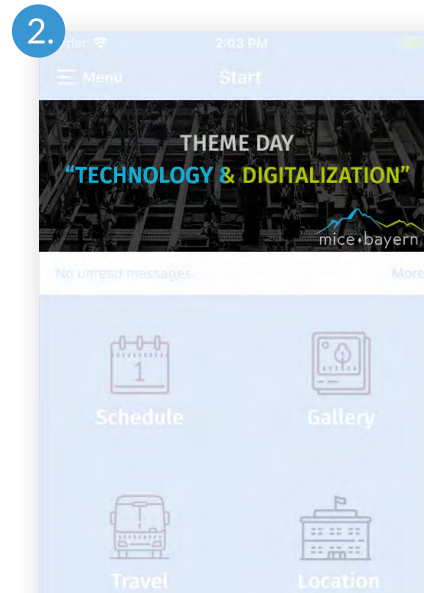 2.
2:03 PM
Menu
Start
THEME DAY
“TECHNOLOGY & DIGITALIZATION”
mice•bayern
No unread messages.
More
1
Schedule
Gallery
Travel
Location